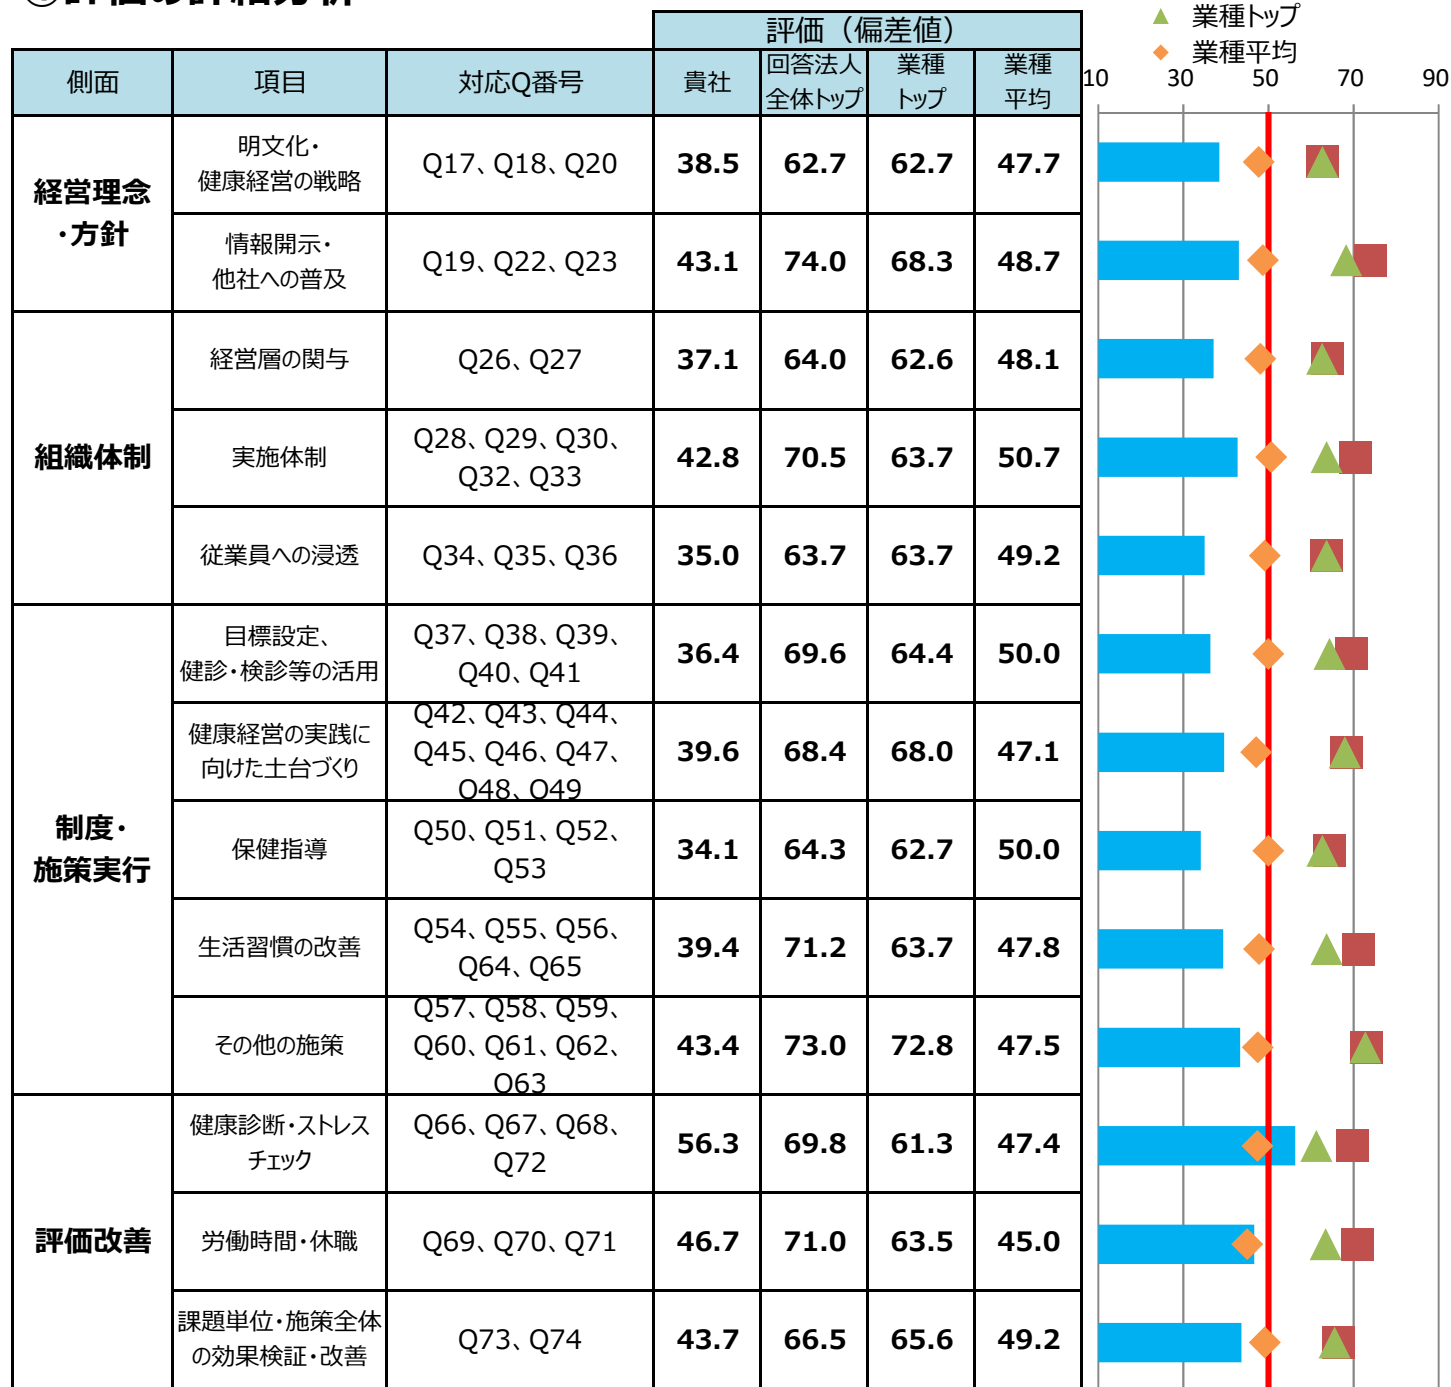 ①評価の詳細分析
▲ 業種トップ
◆ 業種平均
評価（偏差値）
側面 項目 対応Q番号 貴社 回答法人 業種 業種
全体トップ トップ 平均
10 30 50 70 90
経営理念
・方針
明文化・
健康経営の戦略
Q17、Q18、Q20 38.5 62.7 62.7 47.7
情報開示・
他社への普及
Q19、Q22、Q23 43.1 74.0 68.3 48.7
組織体制
経営層の関与 Q26、Q27 37.1 64.0 62.6 48.1
実施体制
Q28、Q29、Q30、
Q32、Q33
42.8 70.5 63.7 50.7
従業員への浸透 Q34、Q35、Q36 35.0 63.7 63.7 49.2
制度・
施策実行
目標設定、
健診・検診等の活用
Q37、Q38、Q39、
Q40、Q41
36.4 69.6 64.4 50.0
健康経営の実践に
向けた土台づくり
Q42、Q43、Q44、
Q45、Q46、Q47、
Q48、Q49
39.6 68.4 68.0 47.1
保健指導
Q50、Q51、Q52、
Q53
34.1 64.3 62.7 50.0
生活習慣の改善
Q54、Q55、Q56、
Q64、Q65
39.4 71.2 63.7 47.8
その他の施策
Q57、Q58、Q59、
Q60、Q61、Q62、
Q63
43.4 73.0 72.8 47.5
評価改善
健康診断・ストレス
チェック
Q66、Q67、Q68、
Q72
56.3 69.8 61.3 47.4
労働時間・休職 Q69、Q70、Q71 46.7 71.0 63.5 45.0
課題単位・施策全体
の効果検証・改善
Q73、Q74 43.7 66.5 65.6 49.2